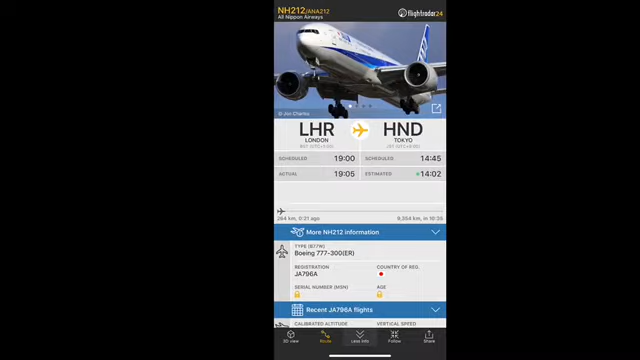 NH212/ANA212
All Nippon Airways
flightradar24
© Jon Charles
LHR HND
LONDON TOKYO
SCHEDULED 19:00 SCHEDULED 14:45
ACTUAL 19:05 ESTIMATED 14:02
264 km, 0:21 ago 9,354 km, in 10:36
More NH212 information
TYPE (B77W)
Boeing 777-300(ER)
REGISTRATION COUNTRY OF REG.
JA796A
SERIAL NUMBER (MSN) AGE
Recent JA796A flights
CALIBRATED ALTITUDE VERTICAL SPEED
3D view Route Less info Follow Share